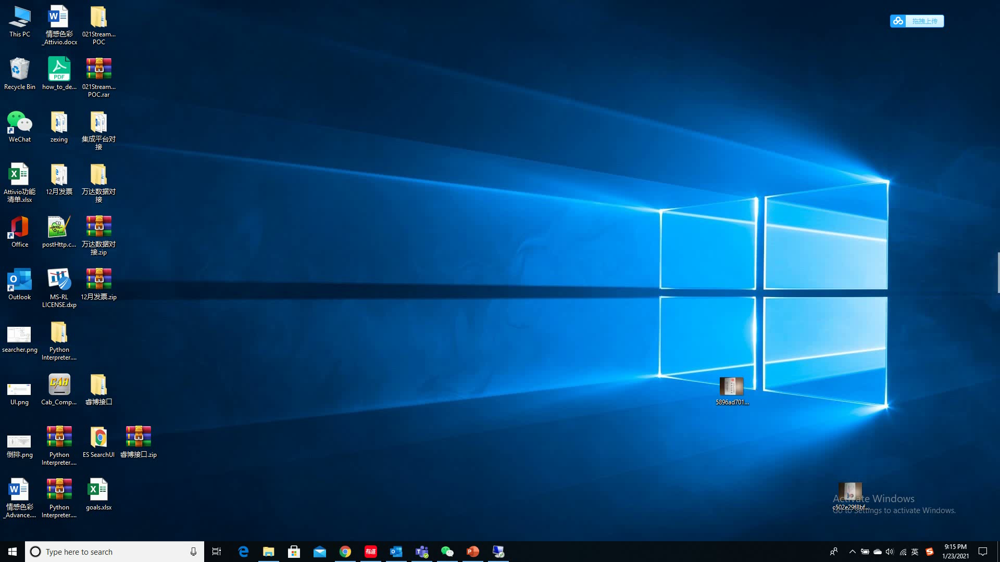 This PC
情感色彩
_Attivio.docx
021Stream...
POC
拖拽上传
Recycle Bin
PDF
how_to_de...
021Stream...
POC.rar
WeChat
zexing
集成平台对
接
Attivio功能
清单.xlsx
12月发票
万达数据对
接
Office
postHttp.c...
万达数据对
接.zip
Outlook
MS-RL
LICENSE.dxp
12月发票.zip
searcher.png
Python
Interpreter....
UI.png
CAB
Cab_Comp...
睿博接口
5896ad701...
倒排.png
Python
Interpreter....
ES SearchUI
睿博接口.zip
情感色彩
_Advance....
Python
Interpreter....
goals.xlsx
c502e29f8bf...
Activate Windows
Go to Settings to activate Windows.
Type here to search
有道
英
9:15 PM
1/23/2021